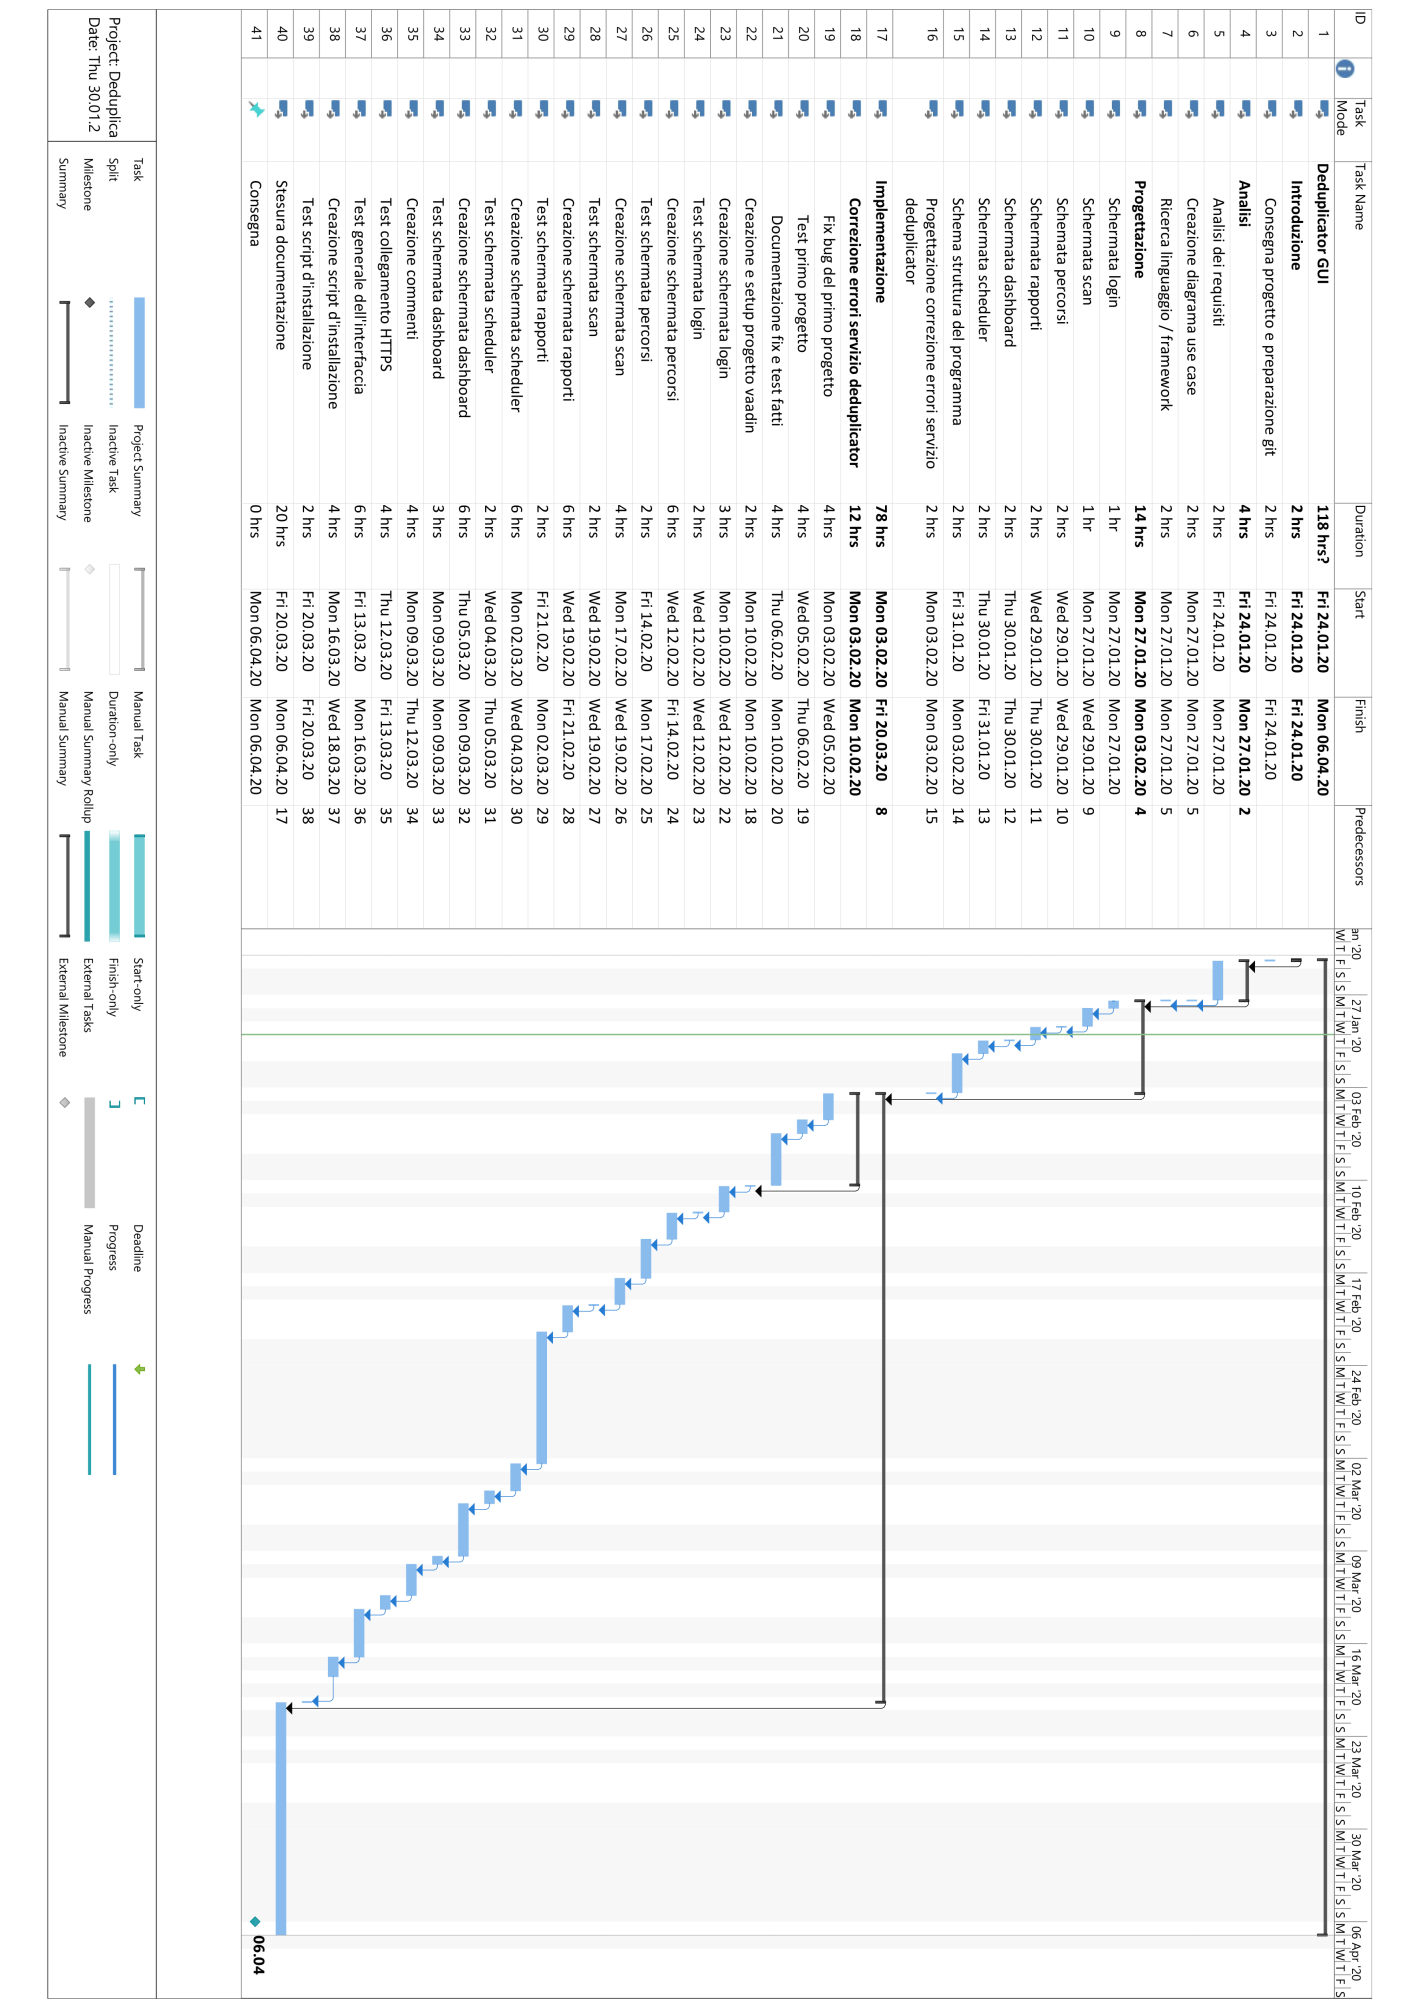 ID Task Mode Task Name Duration Start Finish Predecessors
1 Deduplicator GUI 118 hrs? Fri 24.01.20 Mon 06.04.20
2 Introduzione 2 hrs Fri 24.01.20 Fri 24.01.20
3 Consegna progetto e preparazione git 2 hrs Fri 24.01.20 Fri 24.01.20
4 Analisi 4 hrs Fri 24.01.20 Mon 27.01.20 2
5 Analisi dei requisiti 2 hrs Fri 24.01.20 Mon 27.01.20
6 Creazione diagrama use case 2 hrs Mon 27.01.20 Mon 27.01.20 5
7 Ricerca linguaggio / framework 2 hrs Mon 27.01.20 Mon 27.01.20 5
8 Progettazione 14 hrs Mon 27.01.20 Mon 03.02.20 4
9 Schermata login 1 hr Mon 27.01.20 Mon 27.01.20
10 Schermata scan 1 hr Mon 27.01.20 Wed 29.01.20 9
11 Schemata percorsi 2 hrs Wed 29.01.20 Wed 29.01.20 10
12 Schermata rapporti 2 hrs Wed 29.01.20 Thu 30.01.20 11
13 Schermata dashboard 2 hrs Thu 30.01.20 Thu 30.01.20 12
14 Schermata scheduler 2 hrs Thu 30.01.20 Fri 31.01.20 13
15 Schema struttura del programma 2 hrs Fri 31.01.20 Mon 03.02.20 14
16 Progettazione correzione errori servizio 2 hrs Mon 03.02.20 Mon 03.02.20 15
deduplicator
17 Implementazione 78 hrs Mon 03.02.20 Fri 20.03.20 8
18 Correzione errori servizio deduplicator 12 hrs Mon 03.02.20 Mon 10.02.20
19 Fix bug del primo progetto 4 hrs Mon 03.02.20 Wed 05.02.20
20 Test primo progetto 4 hrs Wed 05.02.20 Thu 06.02.20 19
21 Documentazione fix e test fatti 4 hrs Thu 06.02.20 Mon 10.02.20 20
22 Creazione e setup progetto vaadin 2 hrs Mon 10.02.20 Mon 10.02.20 18
23 Creazione schermata login 3 hrs Mon 10.02.20 Wed 12.02.20 22
24 Test schermata login 2 hrs Wed 12.02.20 Wed 12.02.20 23
25 Creazione schermata percorsi 6 hrs Wed 12.02.20 Fri 14.02.20 24
26 Test schermata percorsi 2 hrs Fri 14.02.20 Mon 17.02.20 25
27 Creazione schermata scan 4 hrs Mon 17.02.20 Wed 19.02.20 26
28 Test schermata scan 2 hrs Wed 19.02.20 Wed 19.02.20 27
29 Creazione schermata rapporti 6 hrs Wed 19.02.20 Fri 21.02.20 28
30 Test schermata rapporti 2 hrs Fri 21.02.20 Mon 02.03.20 29
31 Creazione schermata scheduler 6 hrs Mon 02.03.20 Wed 04.03.20 30
32 Test schermata scheduler 2 hrs Wed 04.03.20 Thu 05.03.20 31
33 Creazione schermata dashboard 6 hrs Thu 05.03.20 Mon 09.03.20 32
34 Test schermata dashboard 3 hrs Mon 09.03.20 Mon 09.03.20 33
35 Creazione commenti 4 hrs Mon 09.03.20 Thu 12.03.20 34
36 Test collegamento HTTPS 4 hrs Thu 12.03.20 Fri 13.03.20 35
37 Test generale dell'interfaccia 6 hrs Fri 13.03.20 Mon 16.03.20 36
38 Creazione script d'installazione 4 hrs Mon 16.03.20 Wed 18.03.20 37
39 Test script d'installazione 2 hrs Fri 20.03.20 Fri 20.03.20 38
40 Stesura documentazione 20 hrs Fri 20.03.20 Mon 06.04.20 17
41 Consegna 0 hrs Mon 06.04.20 Mon 06.04.20
an '20 27 Jan '20 03 Feb '20 10 Feb '20 17 Feb '20 24 Feb '20 02 Mar '20 09 Mar '20 16 Mar '20 23 Mar '20 30 Mar '20 06 Apr '20
W T F S S M T W T F S S M T W T F S S M T W T F S S M T W T F S S M T W T F S S M T W T F S S M T W T F S S M T W T F S S M T W T F S S M T W T F S S M T W T F S
06.04
Project: Deduplica
Date: Thu 30.01.2
Task Project Summary Manual Task Start-only Deadline
Split Inactive Task Duration-only Finish-only Progress
Milestone Inactive Milestone Manual Summary Rollup External Tasks Manual Progress
Summary Inactive Summary Manual Summary External Milestone